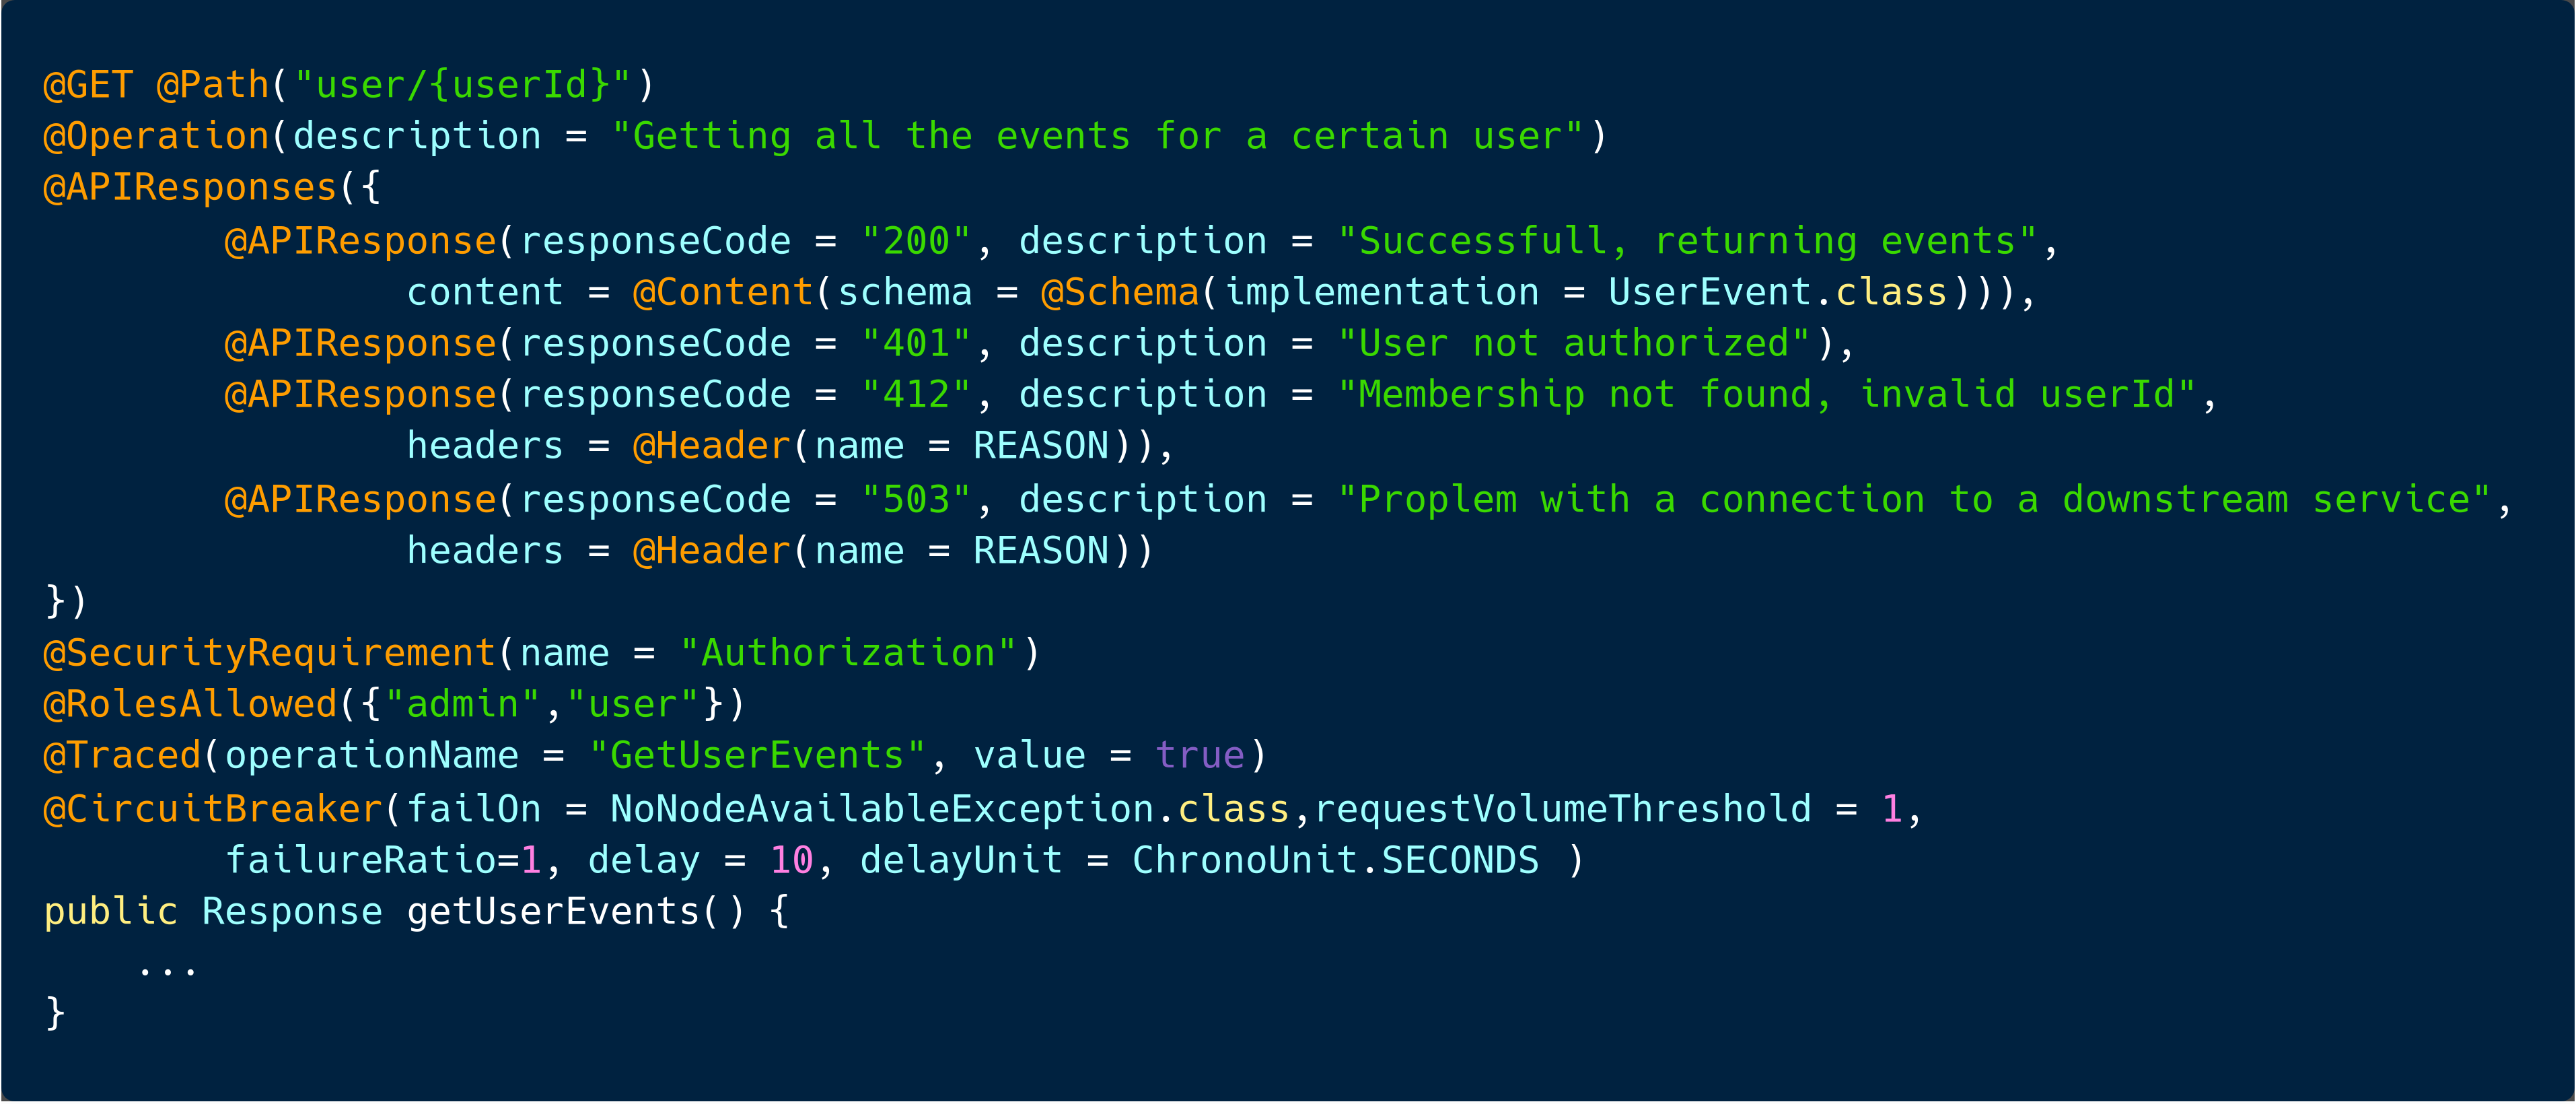 @GET @Path("user/{userId}")
@Operation(description = "Getting all the events for a certain user")
@APIResponses({
        @APIResponse(responseCode = "200", description = "Successfull, returning events",
                content = @Content(schema = @Schema(implementation = UserEvent.class))),
        @APIResponse(responseCode = "401", description = "User not authorized"),
        @APIResponse(responseCode = "412", description = "Membership not found, invalid userId",
                headers = @Header(name = REASON)),
        @APIResponse(responseCode = "503", description = "Proplem with a connection to a downstream service",
                headers = @Header(name = REASON))
})
@SecurityRequirement(name = "Authorization")
@RolesAllowed({"admin","user"})
@Traced(operationName = "GetUserEvents", value = true)
@CircuitBreaker(failOn = NoNodeAvailableException.class,requestVolumeThreshold = 1,
        failureRatio=1, delay = 10, delayUnit = ChronoUnit.SECONDS )
public Response getUserEvents() {
    ...
}